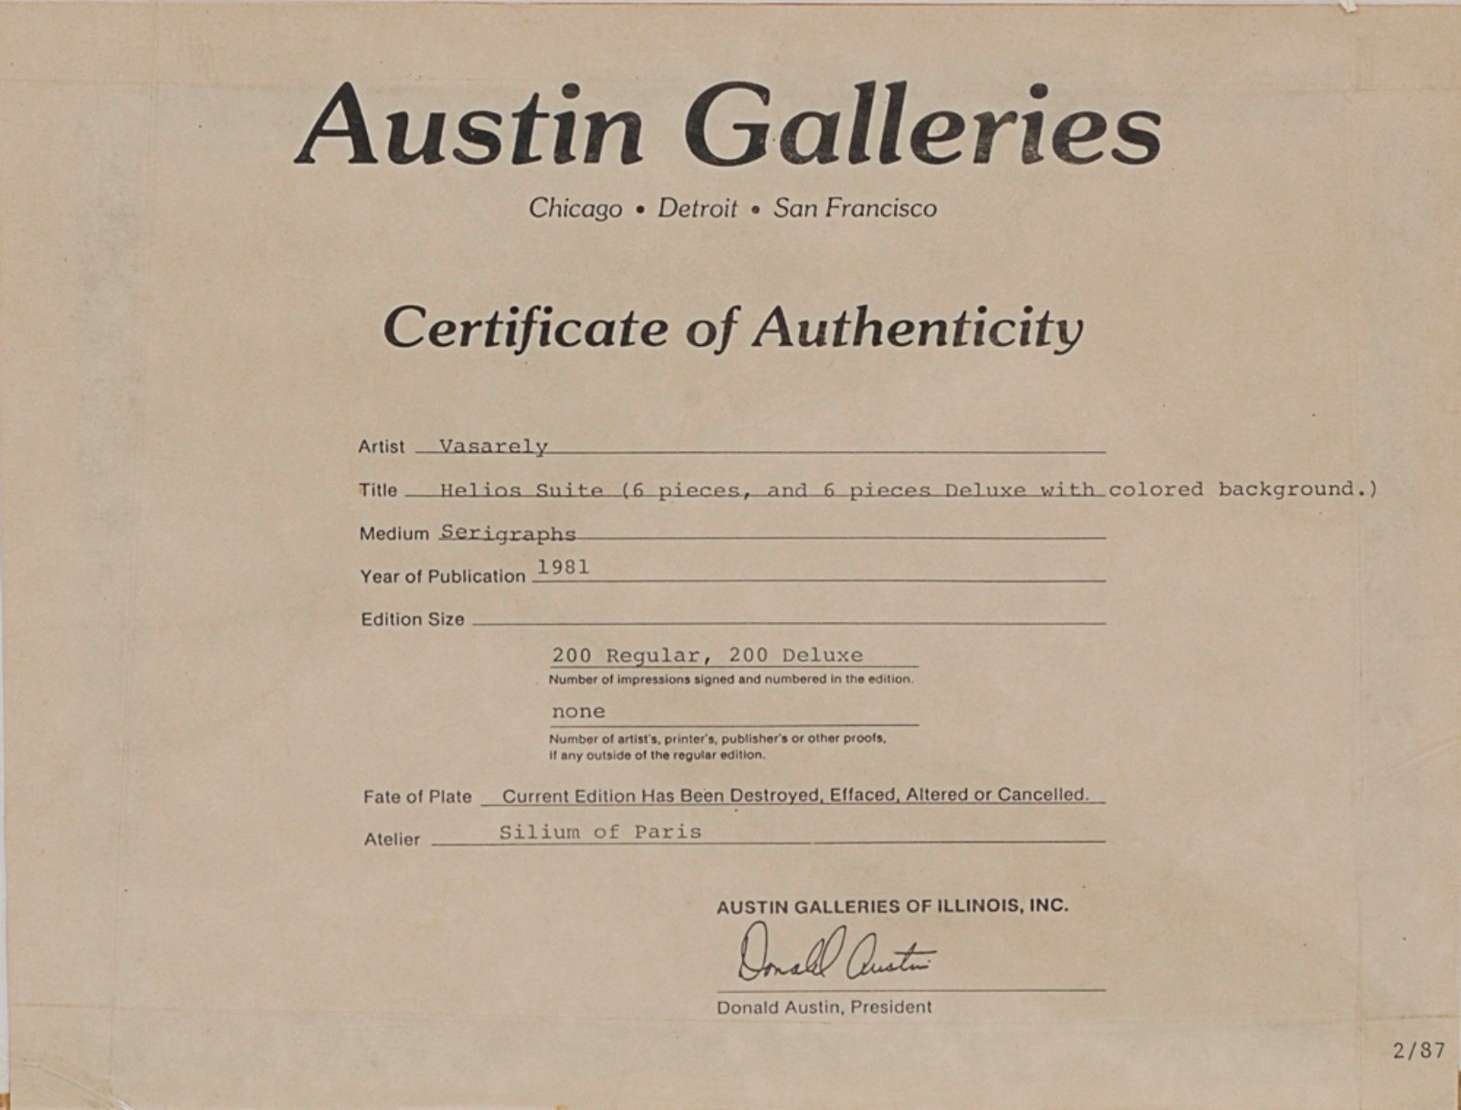 Austin Galleries
Chicago • Detroit • San Francisco
Certificate of Authenticity
Artist Vasarely
Title Helios Suite (6 pieces, and 6 pieces Deluxe with colored background.)
Medium Serigraphs
Year of Publication 1981
Edition Size
200 Regular, 200 Deluxe
Number of impressions signed and numbered in the edition.
none
Number of artist's, printer's, publisher's or other proofs,
if any outside of the regular edition.
Fate of Plate Current Edition Has Been Destroyed, Effaced, Altered or Cancelled.
Atelier Silium of Paris
AUSTIN GALLERIES OF ILLINOIS, INC.
Donald Austin
Donald Austin, President
2/87